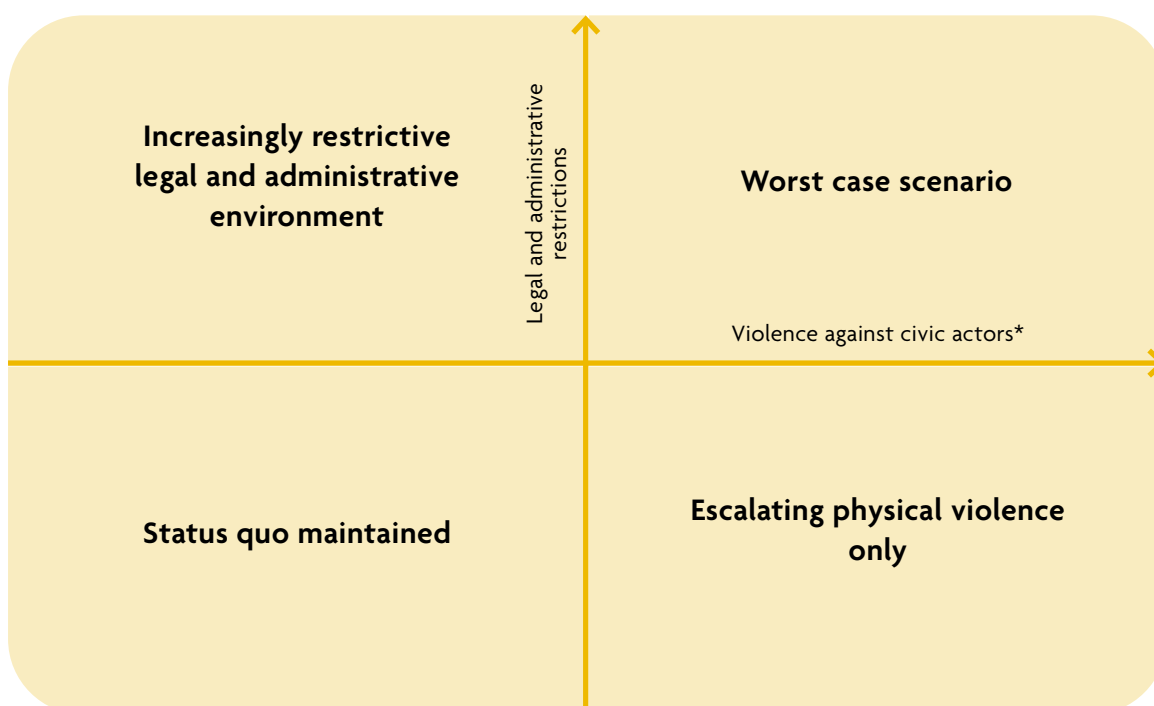 Increasingly restrictive
legal and administrative
environment
Legal and administrative
restrictions
Worst case scenario
Violence against civic actors*
Status quo maintained
Escalating physical violence
only